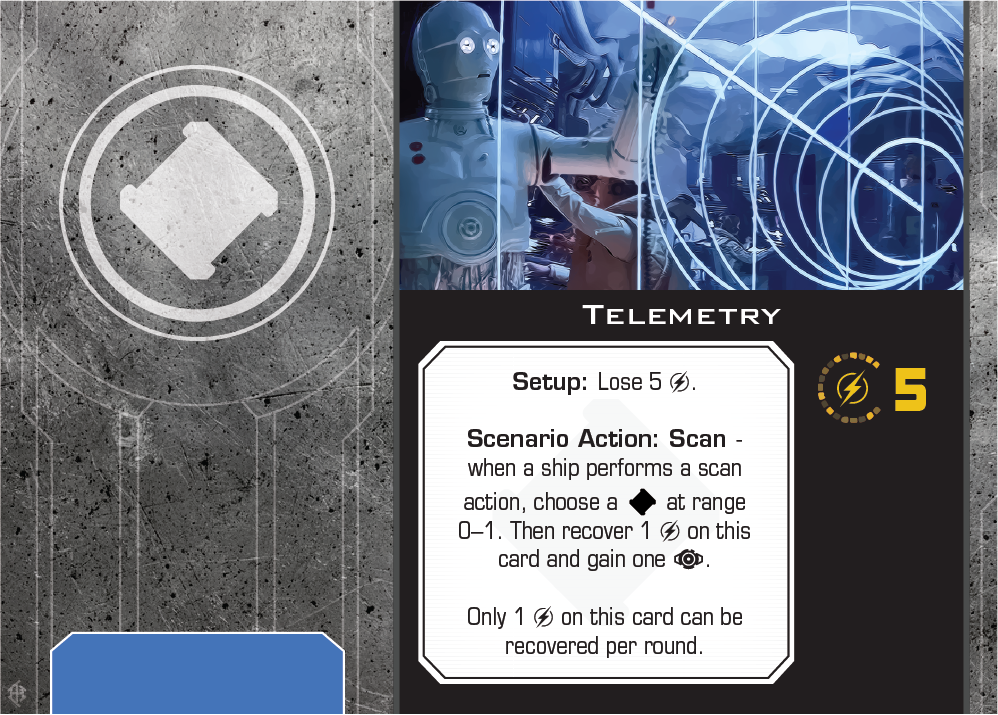 Telemetry
Setup: Lose 5 .
5
Scenario Action: Scan -
when a ship performs a scan
action, choose a at range
0–1. Then recover 1 on this
card and gain one .
Only 1 on this card can be
recovered per round.